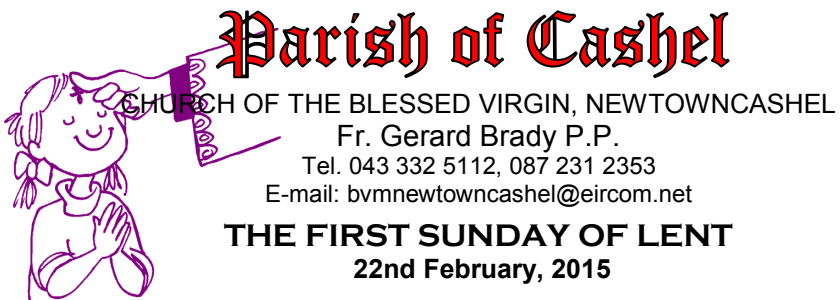 Parish of Cashel
CHURCH OF THE BLESSED VIRGIN, NEWTOWNCASHEL
Fr. Gerard Brady P.P.
Tel. 043 332 5112, 087 231 2353
E-mail: bvmnewtowncashel@eircom.net
THE FIRST SUNDAY OF LENT
22nd February, 2015